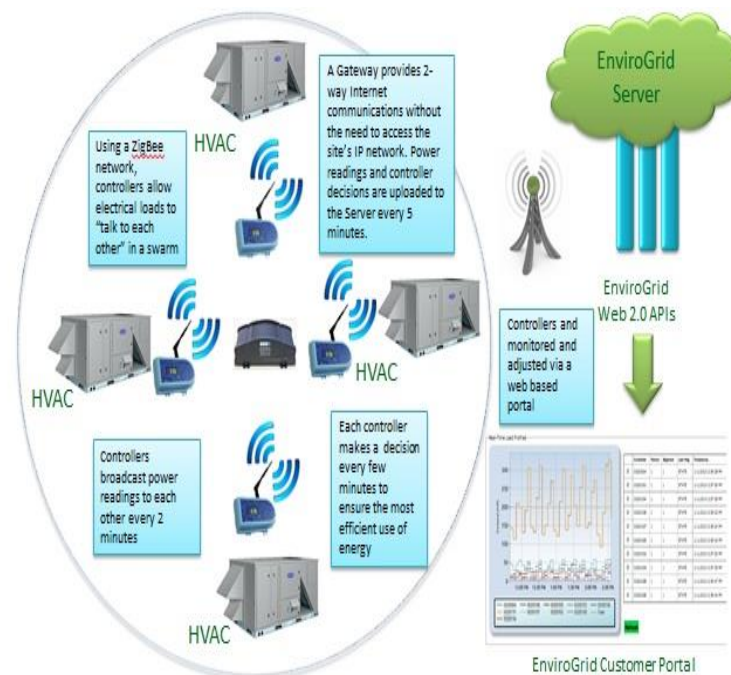 HVAC
A Gateway provides 2-
way Internet
communications without
the need to access the
site's IP network. Power
readings and controller
decisions are uploaded to
the Server every 5
minutes.
Using a ZigBee
network,
controllers allow
electrical loads to
"talk to each
other" in a swarm
EnviroGrid
Server
EnviroGrid
Web 2.0 APIs
HVAC
HVAC
Controllers and
monitored and
adjusted via a
web based
portal
Controllers
broadcast power
readings to each
other every 2
minutes
Each controller
makes a decision
every few
minutes to
ensure the most
efficient use of
energy
HVAC
EnviroGrid Customer Portal